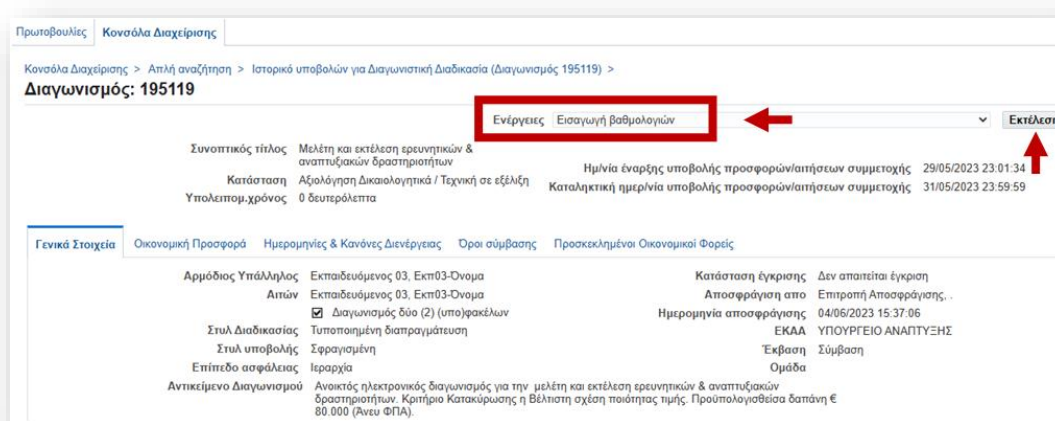 Πρωτοβουλίες Κονσόλα Διαχείρισης
Κονσόλα Διαχείρισης > Απλή αναζήτηση > Ιστορικό υποβολών για Διαγωνιστική Διαδικασία (Διαγωνισμός 195119) >
Διαγωνισμός: 195119
Ενέργειες Εισαγωγή βαθμολογιών Εκτέλεση
Συνοπτικός τίτλος Μελέτη και εκτέλεση ερευνητικών &
αναπτυξιακών δραστηριοτήτων
Κατάσταση Αξιολόγηση Δικαιολογητικά / Τεχνική σε εξέλιξη
Υπολειπομ.χρόνος 0 δευτερόλεπτα
Ημ/νία έναρξης υποβολής προσφορών/αιτήσεων συμμετοχής 29/05/2023 23:01:34
Καταληκτική ημερ/νία υποβολής προσφορών/αιτήσεων συμμετοχής 31/05/2023 23:59:59
Γενικά Στοιχεία Οικονομική Προσφορά Ημερομηνίες & Κανόνες Διενέργειας Όροι σύμβασης Προσκεκλημένοι Οικονομικοί Φορείς
Αρμόδιος Υπάλληλος Εκπαιδευόμενος 03, Εκπ03-Όνομα
Αιτών Εκπαιδευόμενος 03, Εκπ03-Όνομα
Διαγωνισμός δύο (2) (υπο)φακέλων
Στυλ Διαδικασίας Τυποποιημένη διαπραγμάτευση
Στυλ υποβολής Σφραγισμένη
Επίπεδο ασφάλειας Ιεραρχία
Αντικείμενο Διαγωνισμού Ανοικτός ηλεκτρονικός διαγωνισμός για την μελέτη και εκτέλεση ερευνητικών & αναπτυξιακών
δραστηριοτήτων. Κριτήριο Κατακύρωσης η Βέλτιστη σχέση ποιότητας τιμής. Προϋπολογισθείσα δαπάνη €
80.000 (Άνευ ΦΠΑ).
Κατάσταση έγκρισης Δεν απαιτείται έγκριση
Αποσφράγιση απο Επιτροπή Αποσφράγισης, .
Ημερομηνία αποσφράγισης 04/06/2023 15:37:06
ΕΚΑΑ ΥΠΟΥΡΓΕΙΟ ΑΝΑΠΤΥΞΗΣ
Έκβαση Σύμβαση
Ομάδα